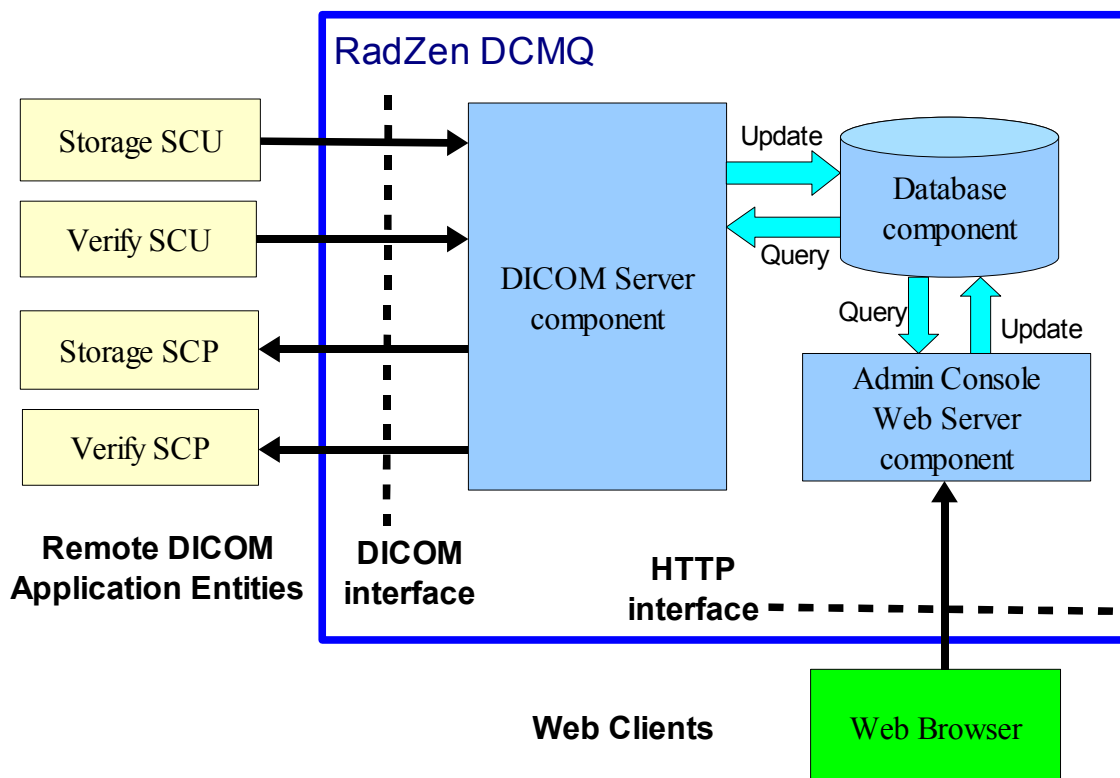 RadZen DCMQ
Storage SCU
Verify SCU
Storage SCP
Verify SCP
Remote DICOM
Application Entities
DICOM
interface
DICOM Server
component
Update
Query
Database
component
Query
Update
Admin Console
Web Server
component
HTTP
interface
Web Clients
Web Browser